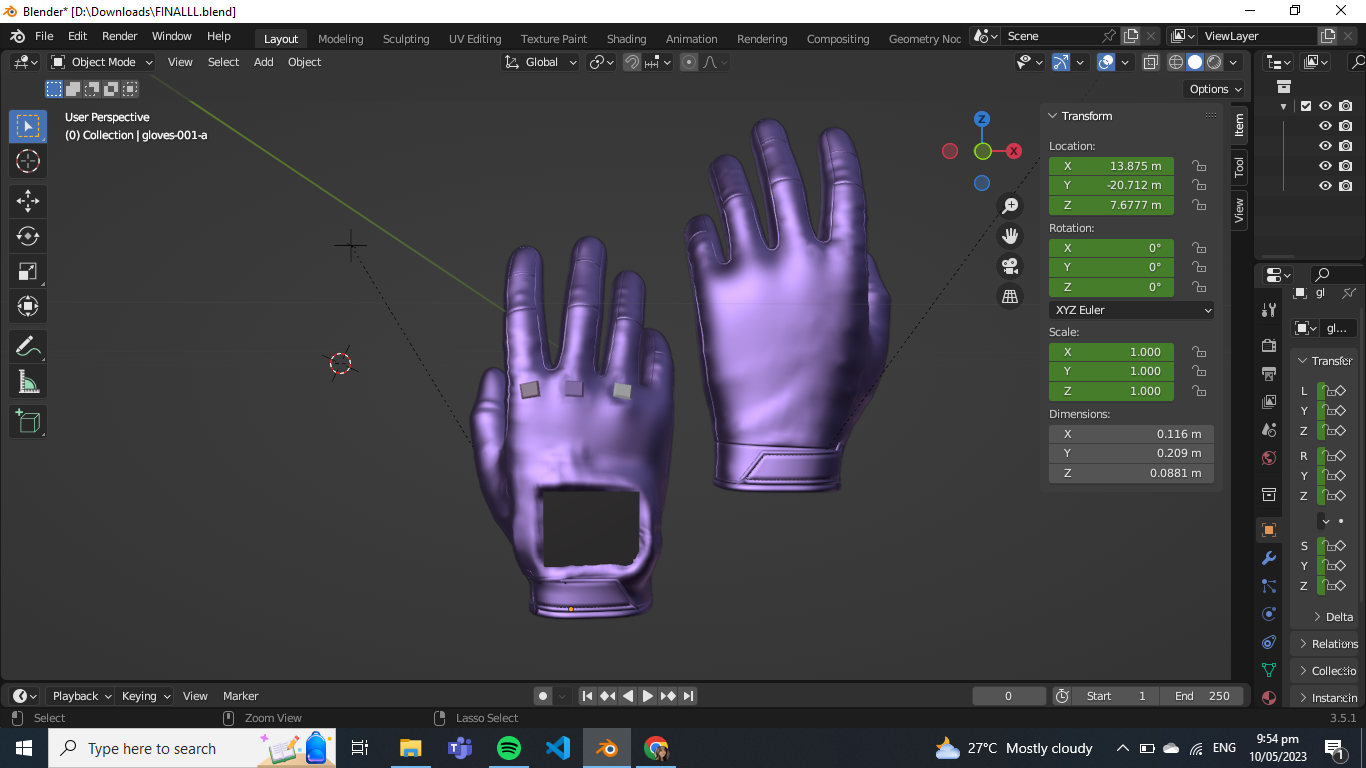 Blender* [D:\Downloads\FINALLL.blend]
File Edit Render Window Help
Layout Modeling Sculpting UV Editing Texture Paint Shading Animation Rendering Compositing Geometry Noc
Scene ViewLayer
Object Mode View Select Add Object
Global
Options
User Perspective
(0) Collection | gloves-001-a
Z
X
Transform
Location:
X 13.875 m
Y -20.712 m
Z 7.6777 m
Rotation:
X 0°
Y 0°
Z 0°
XYZ Euler
Scale:
X 1.000
Y 1.000
Z 1.000
Dimensions:
X 0.116 m
Y 0.209 m
Z 0.0881 m
Item
Tool
View
gl
gl...
Transfor
L
Y
Z
R
Y
Z
S
Y
Z
Delta
Relations
Collectio
Instancin
Playback Keying View Marker
0 Start 1 End 250
Select Zoom View Lasso Select 3.5.1
Type here to search
27°C Mostly cloudy ENG
9:54 pm
10/05/2023
1